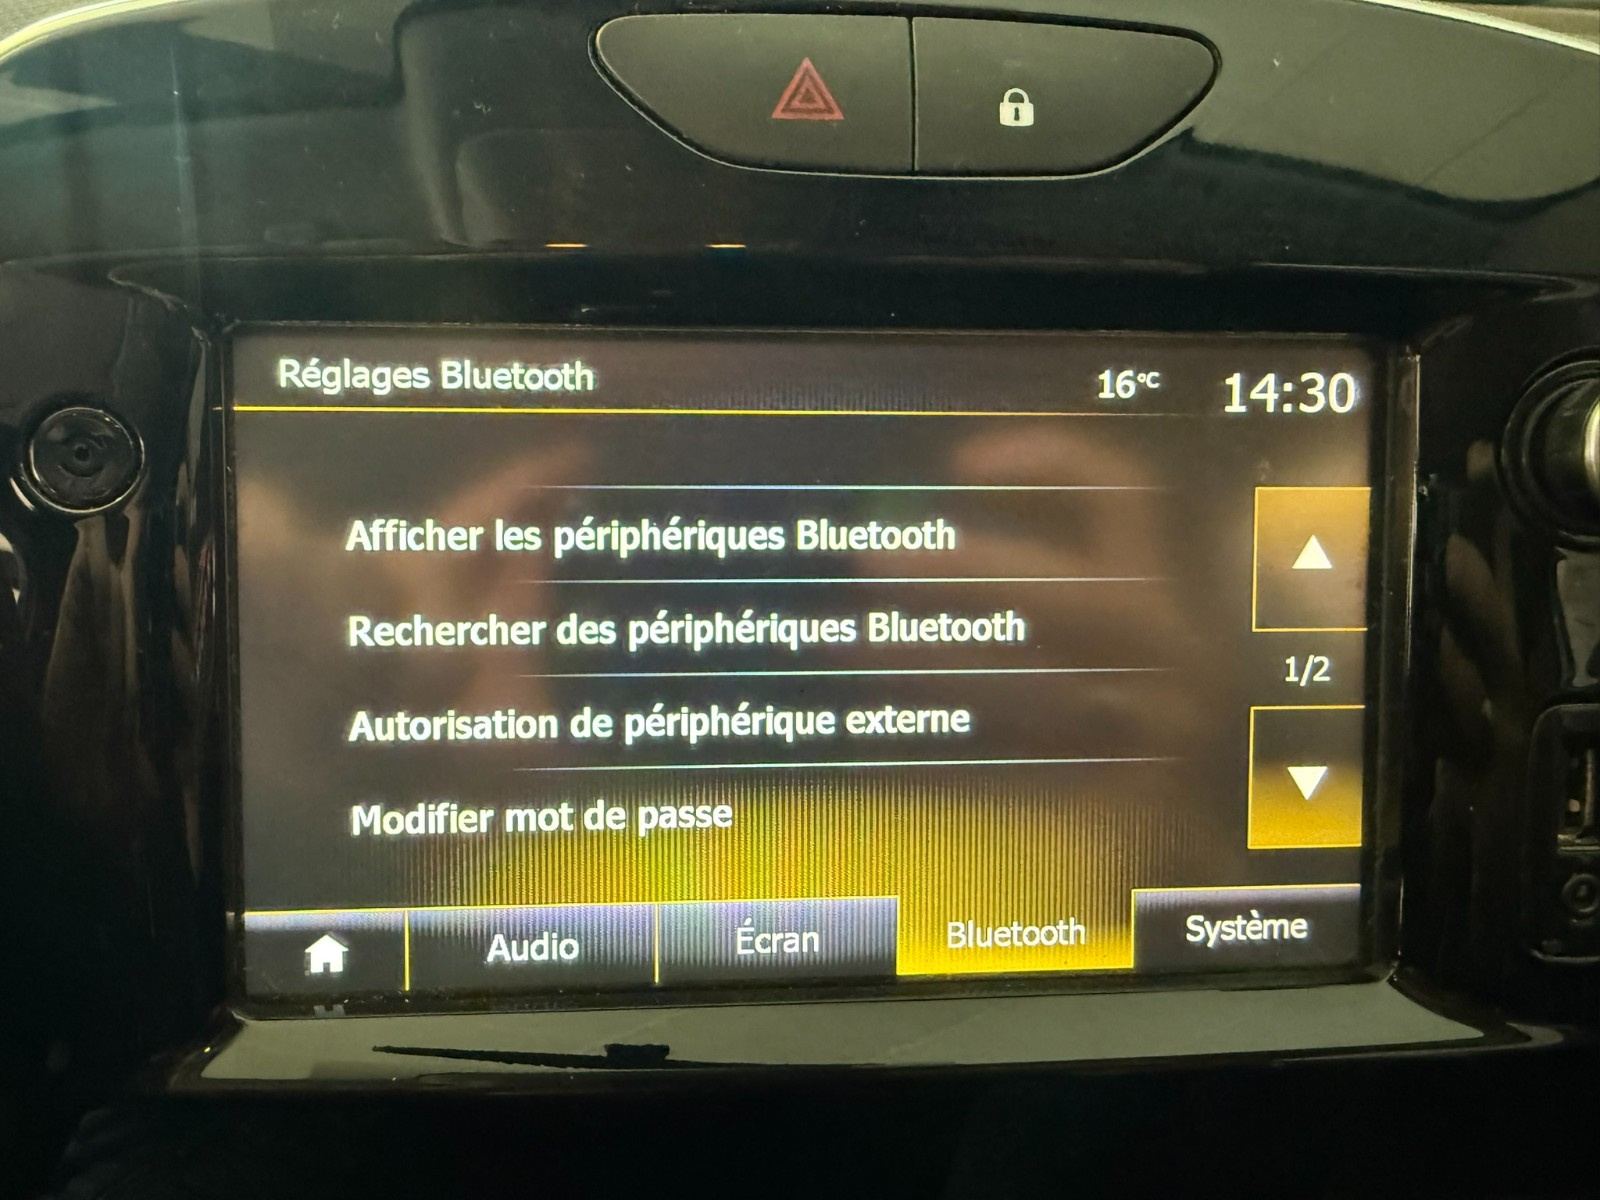 Réglages Bluetooth
16°C
14:30
Afficher les périphériques Bluetooth
Rechercher des périphériques Bluetooth
1/2
Autorisation de périphérique externe
Modifier mot de passe
Audio
Écran
Bluetooth
Système